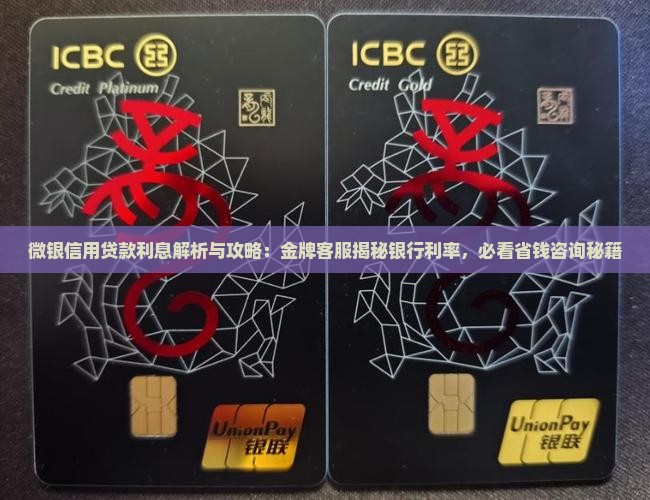 ICBC
Credit Platinum
ICBC
Credit Gold
微银信用贷款利息解析与攻略：金牌客服揭秘银行利率，必看省钱咨询秘籍
UnionPay
银联
UnionPay
银联